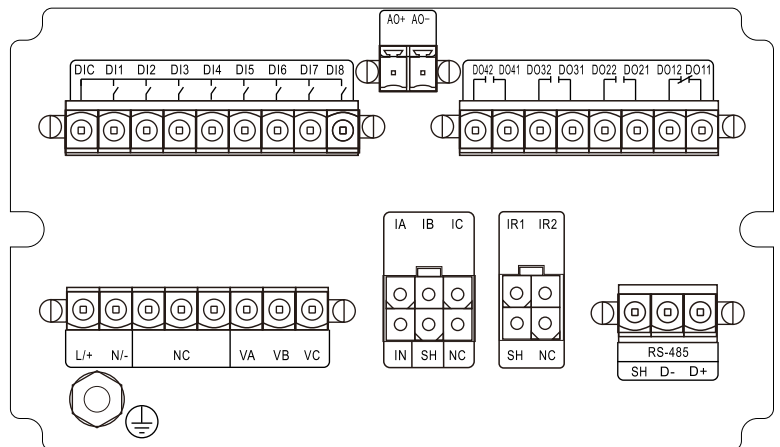 AO+ AO-
DIC DI1 DI2 DI3 DI4 DI5 DI6 DI7 DI8
DO42 DO41 DO32 DO31 DO22 DO21 DO12 DO11
IA IB IC
IR1 IR2
L/+ N/- NC VA VB VC
IN SH NC
SH NC
RS-485
SH D- D+